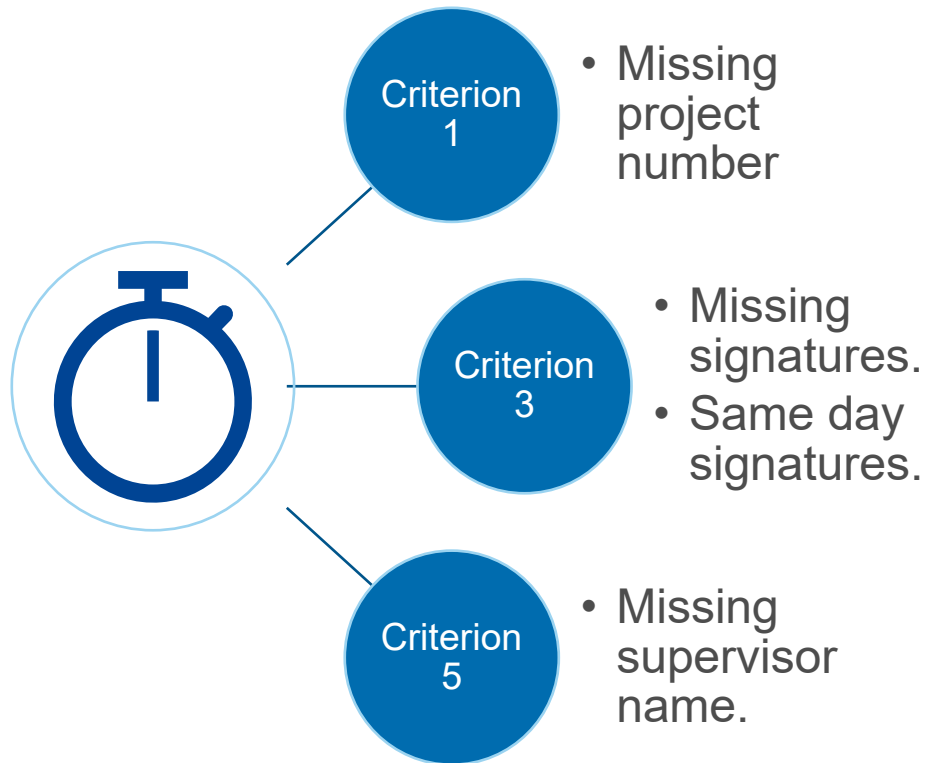 Criterion
1
• Missing
project
number
Criterion
3
• Missing
signatures.
• Same day
signatures.
Criterion
5
• Missing
supervisor
name.